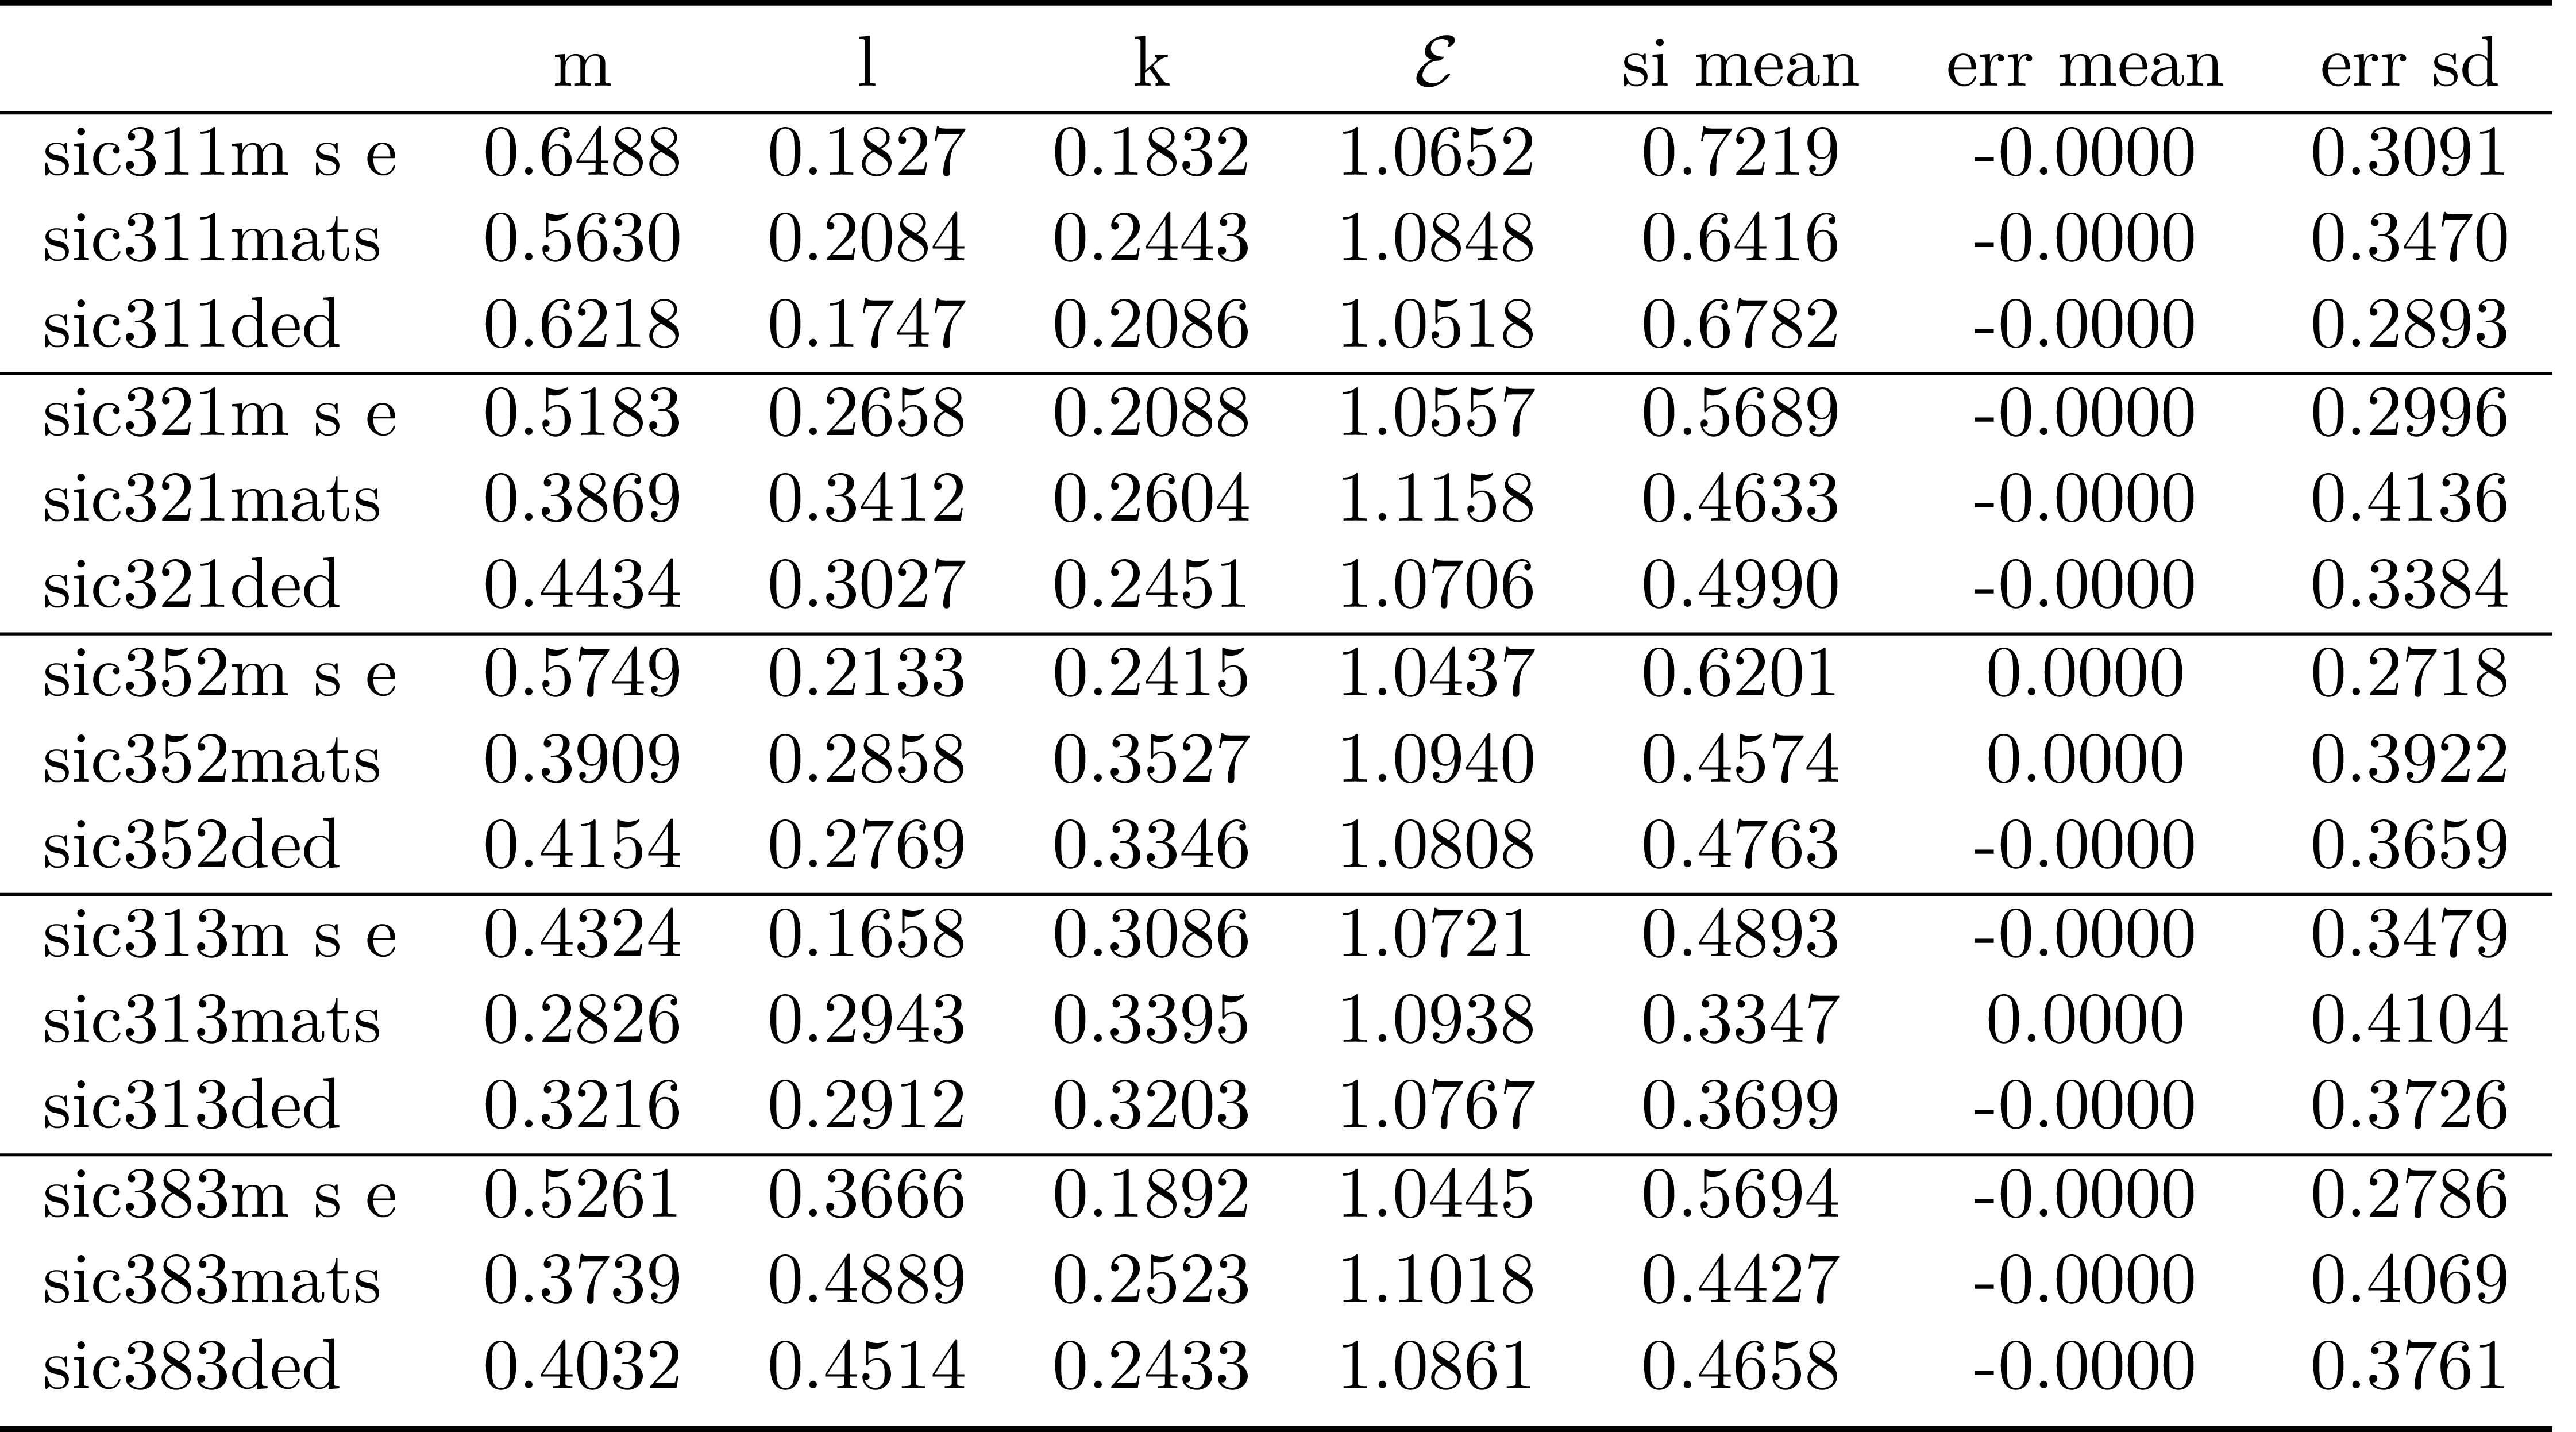 m l k ℰ si mean err mean err sd
sic311m s e 0.6488 0.1827 0.1832 1.0652 0.7219 -0.0000 0.3091
sic311mats 0.5630 0.2084 0.2443 1.0848 0.6416 -0.0000 0.3470
sic311ded 0.6218 0.1747 0.2086 1.0518 0.6782 -0.0000 0.2893
sic321m s e 0.5183 0.2658 0.2088 1.0557 0.5689 -0.0000 0.2996
sic321mats 0.3869 0.3412 0.2604 1.1158 0.4633 -0.0000 0.4136
sic321ded 0.4434 0.3027 0.2451 1.0706 0.4990 -0.0000 0.3384
sic352m s e 0.5749 0.2133 0.2415 1.0437 0.6201 0.0000 0.2718
sic352mats 0.3909 0.2858 0.3527 1.0940 0.4574 0.0000 0.3922
sic352ded 0.4154 0.2769 0.3346 1.0808 0.4763 -0.0000 0.3659
sic313m s e 0.4324 0.1658 0.3086 1.0721 0.4893 -0.0000 0.3479
sic313mats 0.2826 0.2943 0.3395 1.0938 0.3347 0.0000 0.4104
sic313ded 0.3216 0.2912 0.3203 1.0767 0.3699 -0.0000 0.3726
sic383m s e 0.5261 0.3666 0.1892 1.0445 0.5694 -0.0000 0.2786
sic383mats 0.3739 0.4889 0.2523 1.1018 0.4427 -0.0000 0.4069
sic383ded 0.4032 0.4514 0.2433 1.0861 0.4658 -0.0000 0.3761